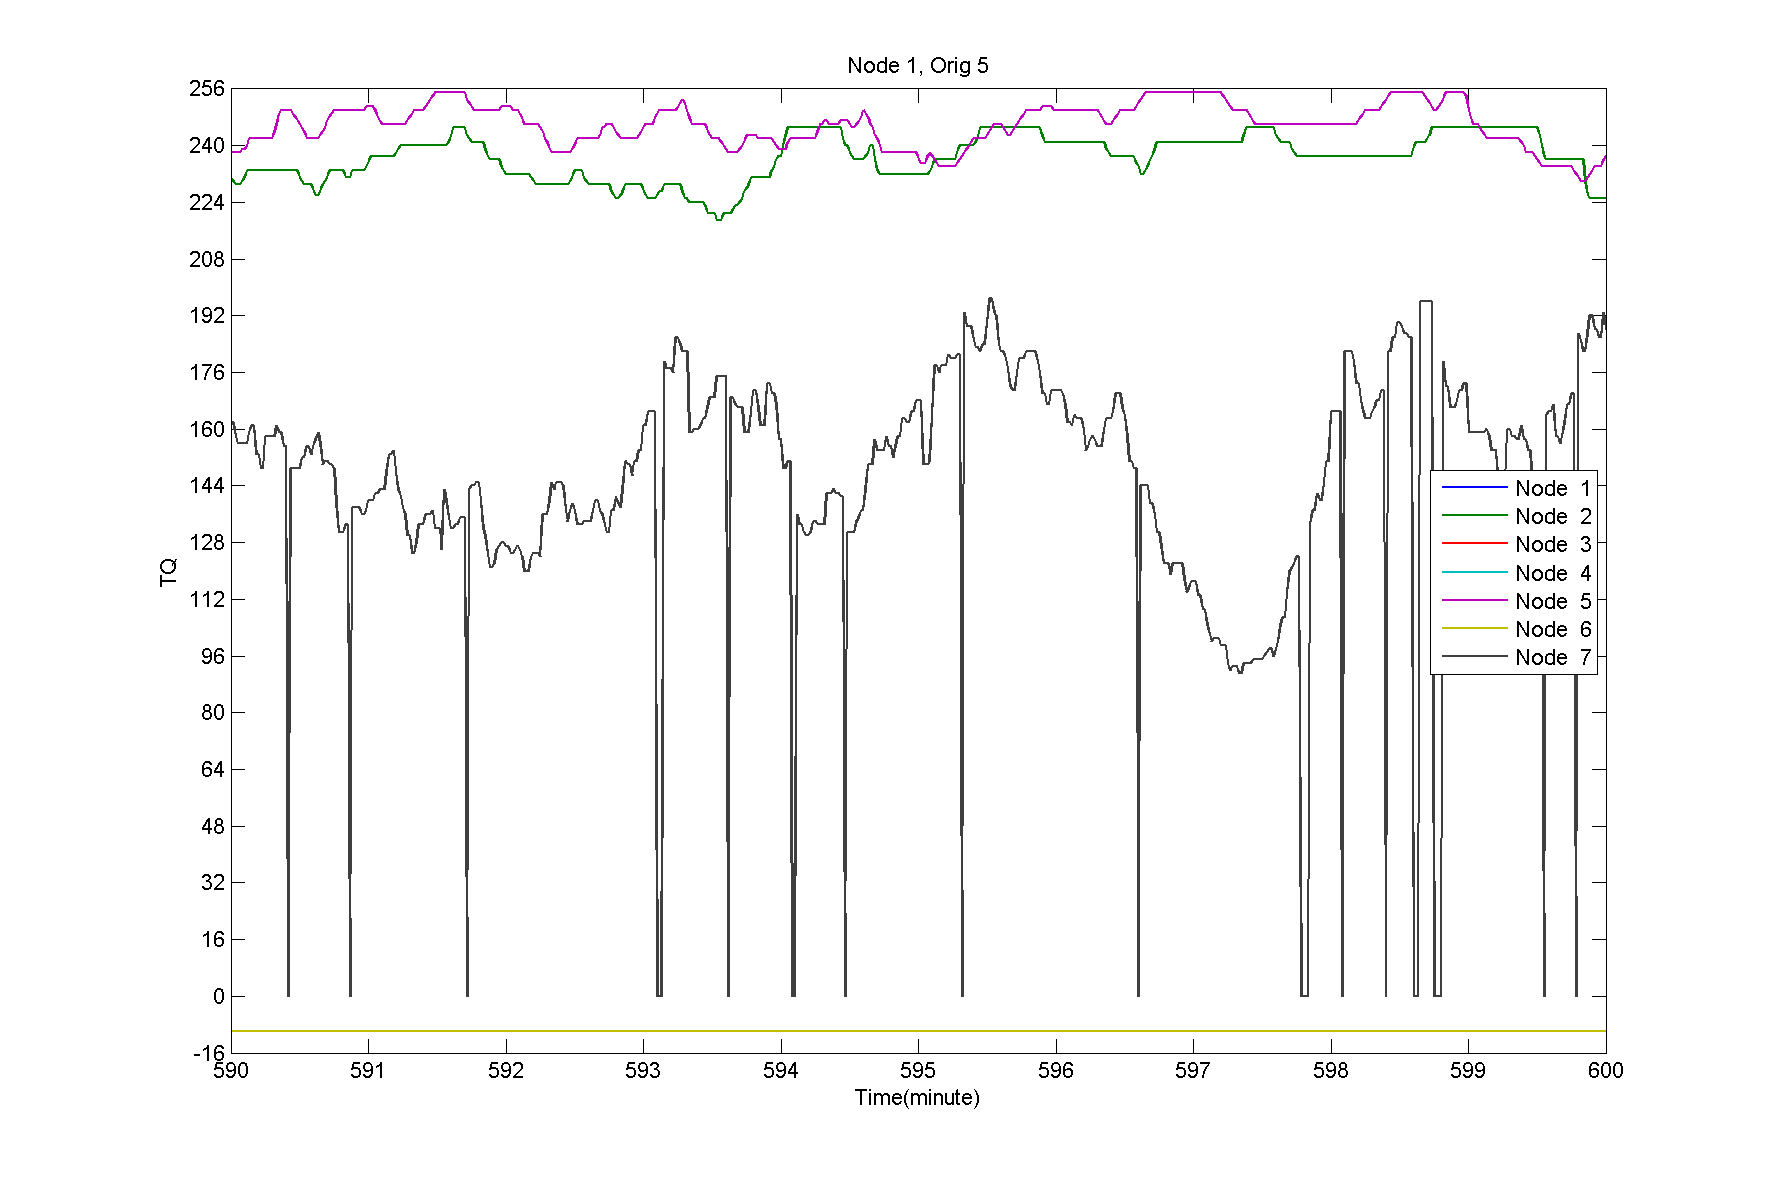 Node 1, Orig 5
256
240
224
208
192
176
160
144
128
112
96
80
64
48
32
16
0
-16
TQ
Node 1
Node 2
Node 3
Node 4
Node 5
Node 6
Node 7
590 591 592 593 594 595 596 597 598 599 600
Time(minute)